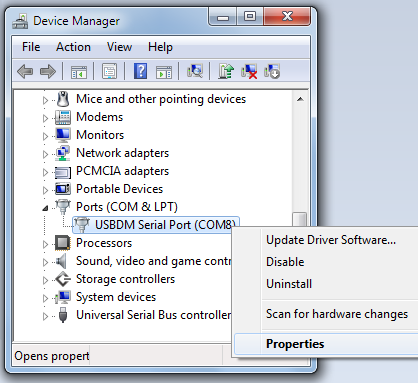 Device Manager
File Action View Help
Mice and other pointing devices
Modems
Monitors
Network adapters
PCMCIA adapters
Portable Devices
Ports (COM & LPT)
USBDM Serial Port (COM8)
Processors
Sound, video and game contr
Storage controllers
System devices
Universal Serial Bus controller
Update Driver Software...
Disable
Uninstall
Scan for hardware changes
Properties
Opens propert